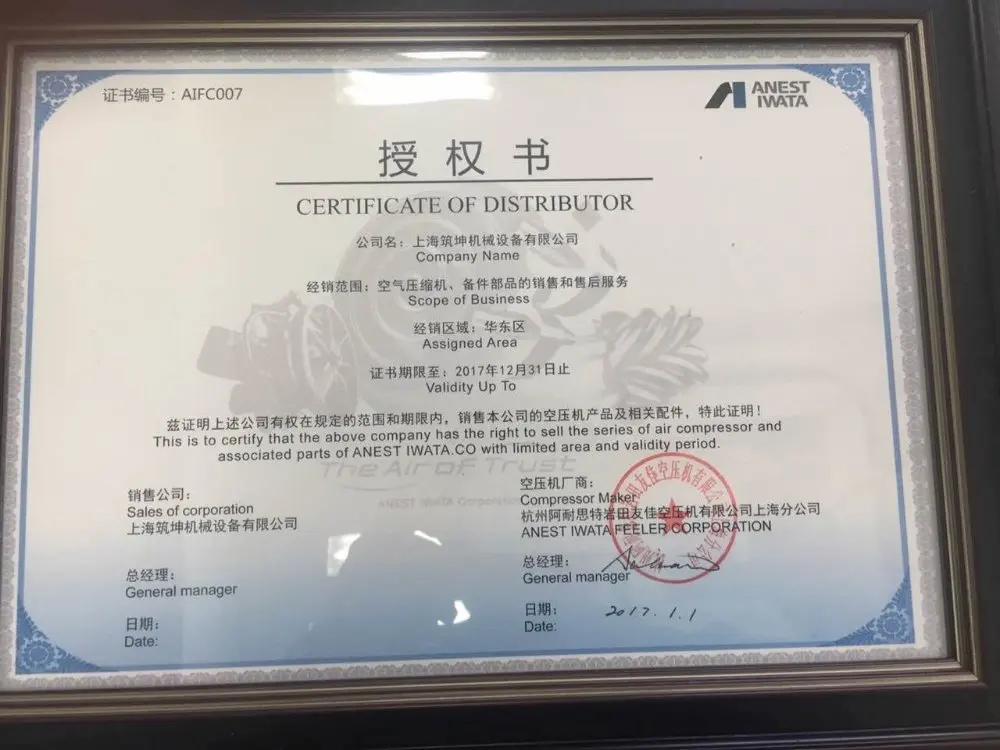 证书编号：AIFC007
ANEST
IWATA
授权书
CERTIFICATE OF DISTRIBUTOR
公司名：上海筑坤机械设备有限公司
Company Name
经销范围：空气压缩机、备件部品的销售和售后服务
Scope of Business
经销区域：华东区
Assigned Area
证书期限至：2017年12月31日止
Validity Up To
兹证明上述公司有权在规定的范围和期限内，销售本公司的空压机产品及相关配件，特此证明！
This is to certify that the above company has the right to sell the series of air compressor and
associated parts of ANEST IWATA.CO with limited area and validity period.
The Air of Trust
ANEST IWATA Corporation
销售公司：
Sales of corporation
上海筑坤机械设备有限公司
总经理：
General manager
日期：
Date:
空压机厂商：
Compressor Maker
杭州阿耐思特岩田友佳空压机有限公司上海分公司
ANEST IWATA FEELER CORPORATION
田友佳空压机有限公
总经理：
General manager
日期：
2017.1.1
Date: